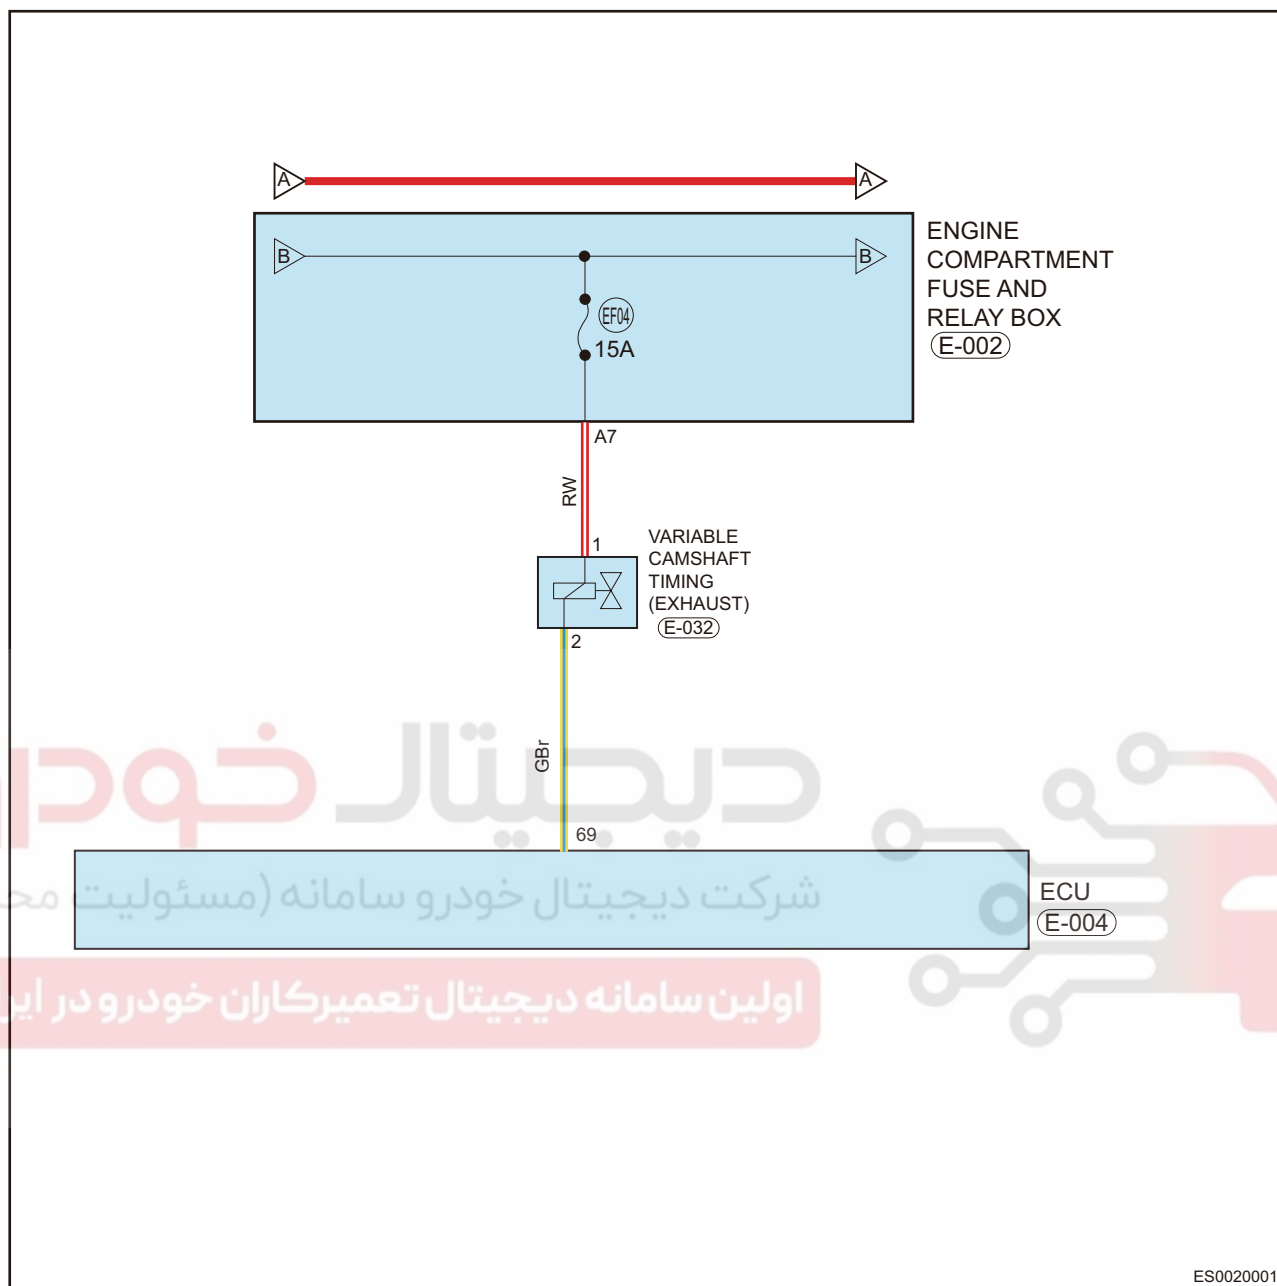 A A
B B
ENGINE
COMPARTMENT
FUSE AND
RELAY BOX
E-002
EF04
15A
A7
RW
1
VARIABLE
CAMSHAFT
TIMING
(EXHAUST)
E-032
2
GBr
69
دیجیتال خودرو
شرکت دیجیتال خودرو سامانه (مسئولیت
ECU
E-004
اولین سامانه دیجیتال تعمیرکاران خودرو در
ES0020001